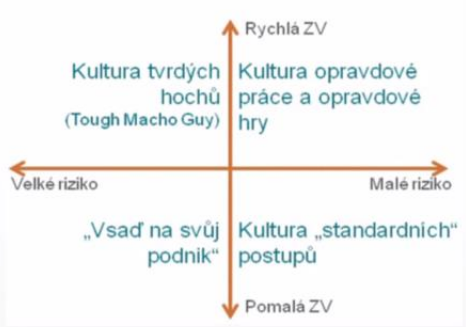 Rychlá ZV
Kultura tvrdých
hochů
(Tough Macho Guy)
Kultura opravdové
práce a opravdové
hry
Velké riziko
Malé riziko
„Vsaď na svůj
podnik“
Kultura „standardních“
postupů
Pomalá ZV